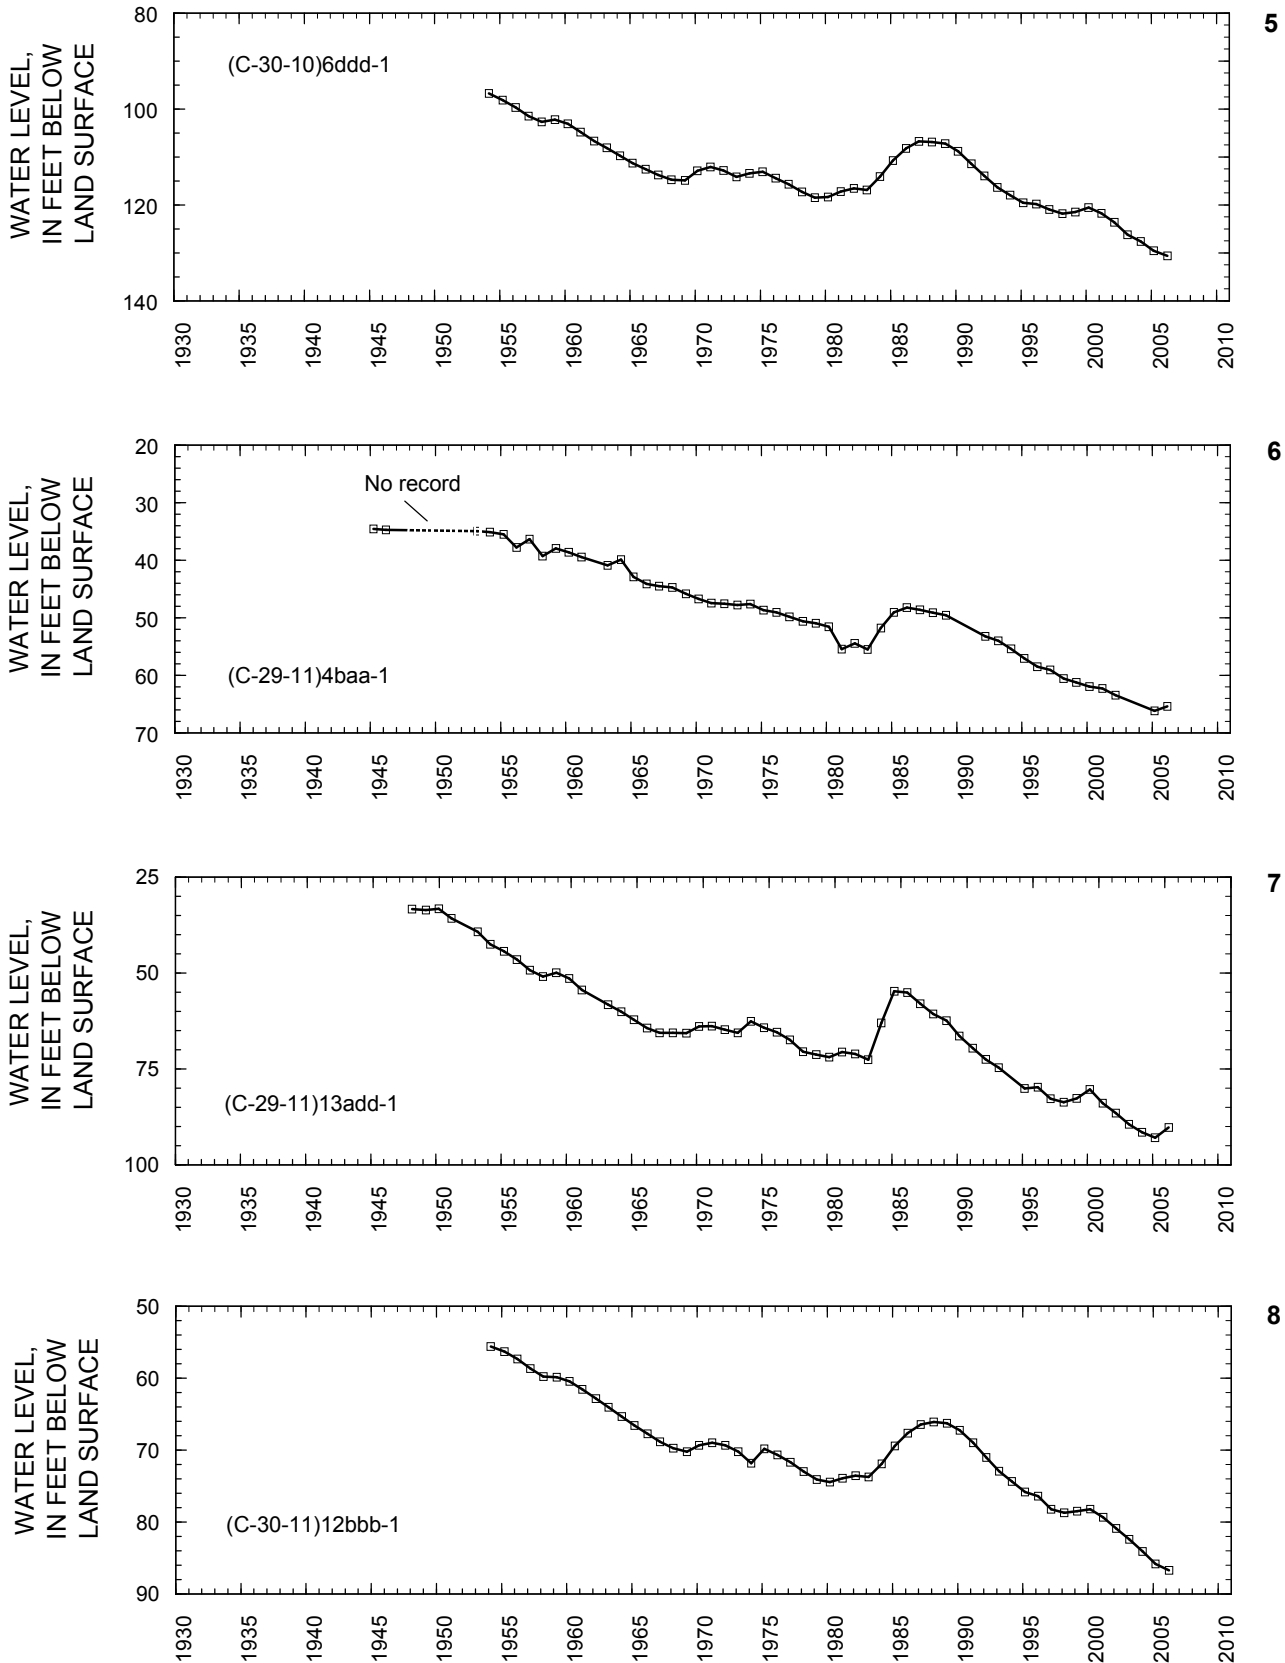 5
WATER LEVEL,
IN FEET BELOW
LAND SURFACE
80
100
120
140
(C-30-10)6ddd-1
1930 1935 1940 1945 1950 1955 1960 1965 1970 1975 1980 1985 1990 1995 2000 2005 2010
6
WATER LEVEL,
IN FEET BELOW
LAND SURFACE
20
30
40
50
60
70
No record
(C-29-11)4baa-1
1930 1935 1940 1945 1950 1955 1960 1965 1970 1975 1980 1985 1990 1995 2000 2005 2010
7
WATER LEVEL,
IN FEET BELOW
LAND SURFACE
25
50
75
100
(C-29-11)13add-1
1930 1935 1940 1945 1950 1955 1960 1965 1970 1975 1980 1985 1990 1995 2000 2005 2010
8
WATER LEVEL,
IN FEET BELOW
LAND SURFACE
50
60
70
80
90
(C-30-11)12bbb-1
1930 1935 1940 1945 1950 1955 1960 1965 1970 1975 1980 1985 1990 1995 2000 2005 2010